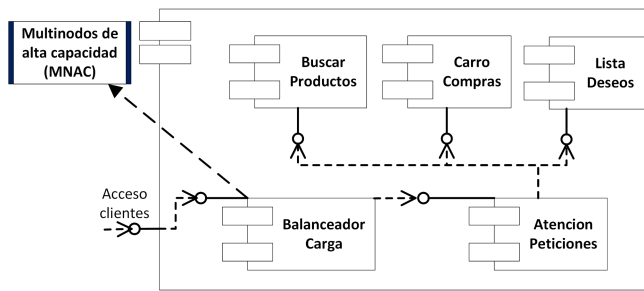 Multinodos de
alta capacidad
(MNAC)
Buscar
Productos
Carro
Compras
Lista
Deseos
Acceso
clientes
Balanceador
Carga
Atencion
Peticiones